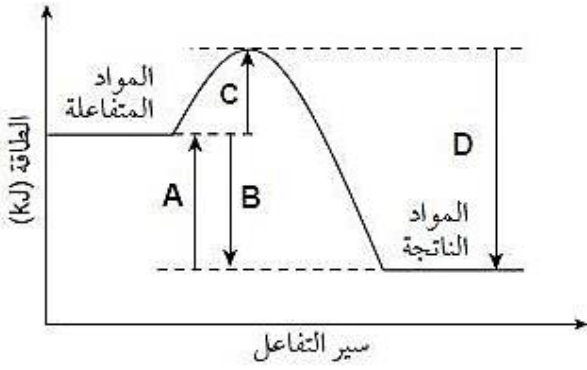 المواد
المتفاعلة
C
D
A
B
المواد
الناتجة
الطاقة (kJ)
سير التفاعل